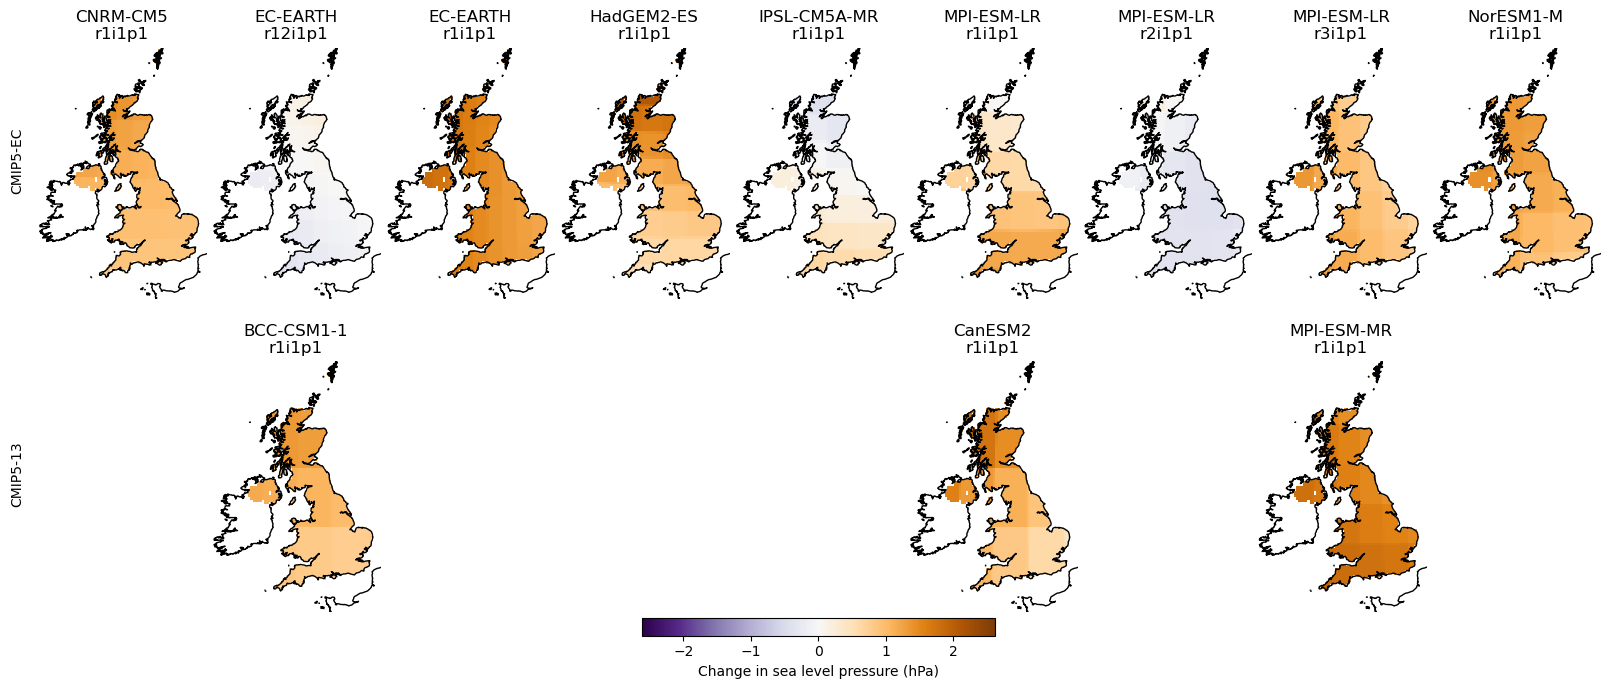 CNRM-CM5
r1i1p1
EC-EARTH
r12i1p1
EC-EARTH
r1i1p1
HadGEM2-ES
r1i1p1
IPSL-CM5A-MR
r1i1p1
MPI-ESM-LR
r1i1p1
MPI-ESM-LR
r2i1p1
MPI-ESM-LR
r3i1p1
NorESM1-M
r1i1p1
CMIP5-EC
BCC-CSM1-1
r1i1p1
CanESM2
r1i1p1
MPI-ESM-MR
r1i1p1
CMIP5-13
−2 −1 0 1 2
Change in sea level pressure (hPa)